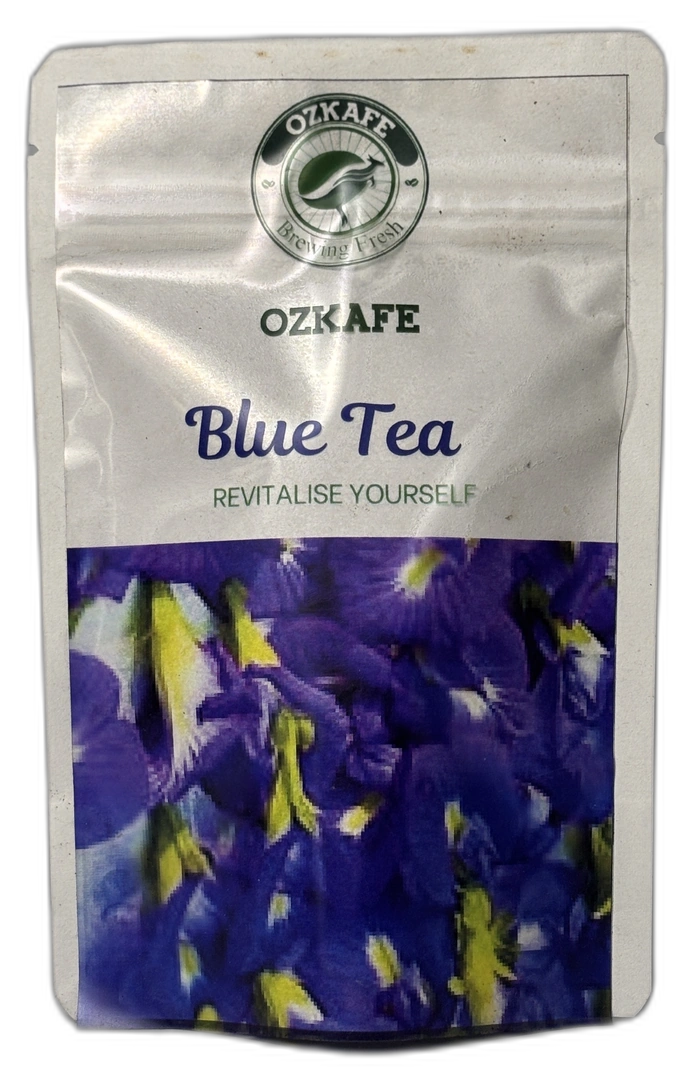 OZKAFE
Brewing Fresh
OZKAFE
Blue Tea
REVITALISE YOURSELF